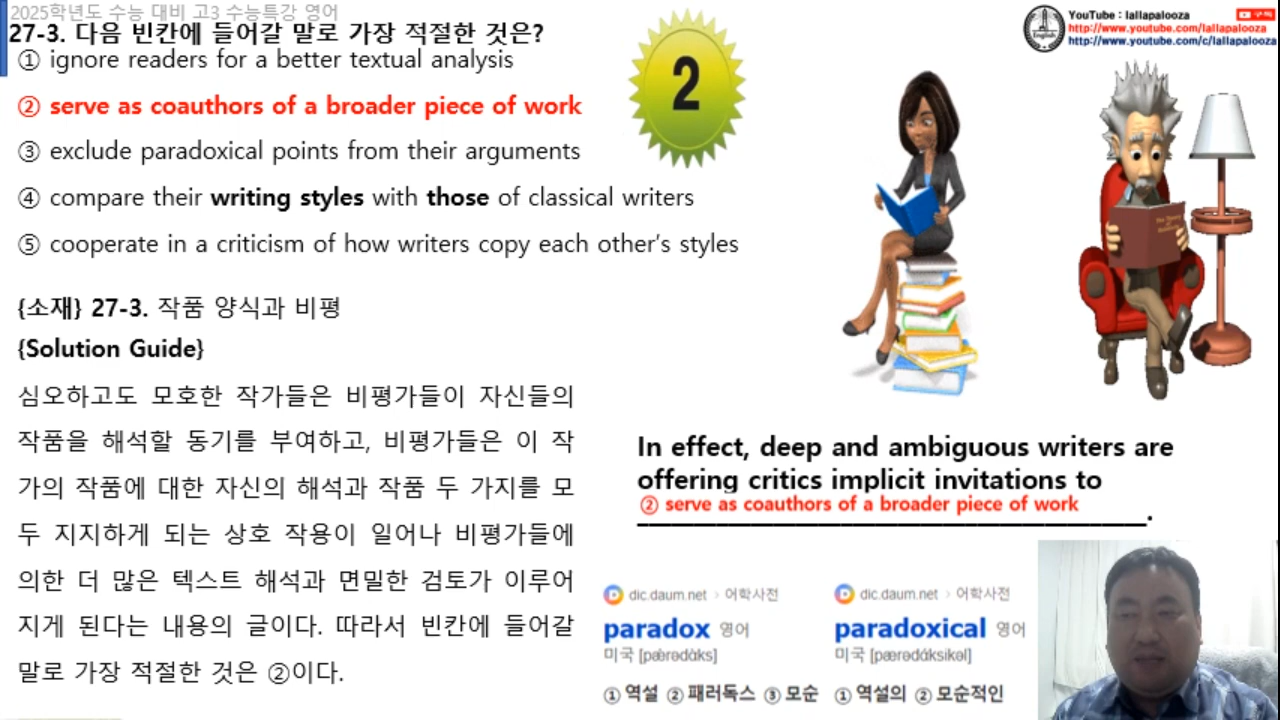 2025학년도 수능 대비 고3 수능특강 영어
27-3. 다음 빈칸에 들어갈 말로 가장 적절한 것은?
① ignore readers for a better textual analysis
② serve as coauthors of a broader piece of work
③ exclude paradoxical points from their arguments
④ compare their writing styles with those of classical writers
⑤ cooperate in a criticism of how writers copy each other's styles
{소재} 27-3. 작품 양식과 비평
{Solution Guide}
심오하고도 모호한 작가들은 비평가들이 자신들의
작품을 해석할 동기를 부여하고, 비평가들은 이 작
가의 작품에 대한 자신의 해석과 작품 두 가지를 모
두 지지하게 되는 상호 작용이 일어나 비평가들에
의한 더 많은 텍스트 해석과 면밀한 검토가 이루어
지게 된다는 내용의 글이다. 따라서 빈칸에 들어갈
말로 가장 적절한 것은 ②이다.
2
YouTube : lallapalooza
구독
http://www.youtube.com/lallapalooza
http://www.youtube.com/c/lallapalooza
English
In effect, deep and ambiguous writers are
offering critics implicit invitations to
② serve as coauthors of a broader piece of work
.
dic.daum.net › 어학사전
paradox 영어
미국 [pǽrədὰks]
① 역설 ② 패러독스 ③ 모순
dic.daum.net › 어학사전
paradoxical 영어
미국 [pærədάksikəl]
① 역설의 ② 모순적인